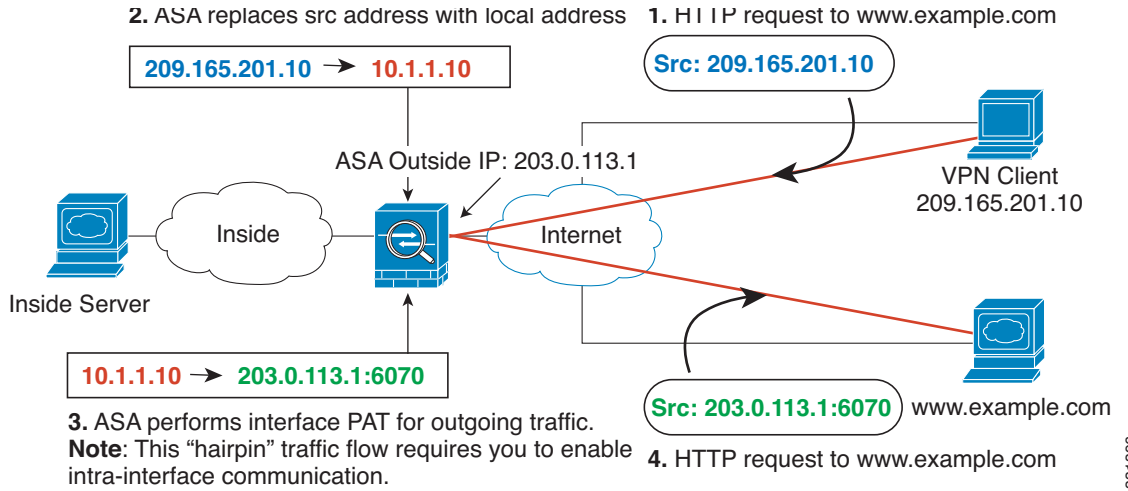 2. ASA replaces src address with local address
1. HTTP request to www.example.com
209.165.201.10 → 10.1.1.10
Src: 209.165.201.10
ASA Outside IP: 203.0.113.1
VPN Client
209.165.201.10
Inside
Internet
Inside Server
10.1.1.10 → 203.0.113.1:6070
Src: 203.0.113.1:6070
www.example.com
3. ASA performs interface PAT for outgoing traffic.
Note: This “hairpin” traffic flow requires you to enable
intra-interface communication.
4. HTTP request to www.example.com